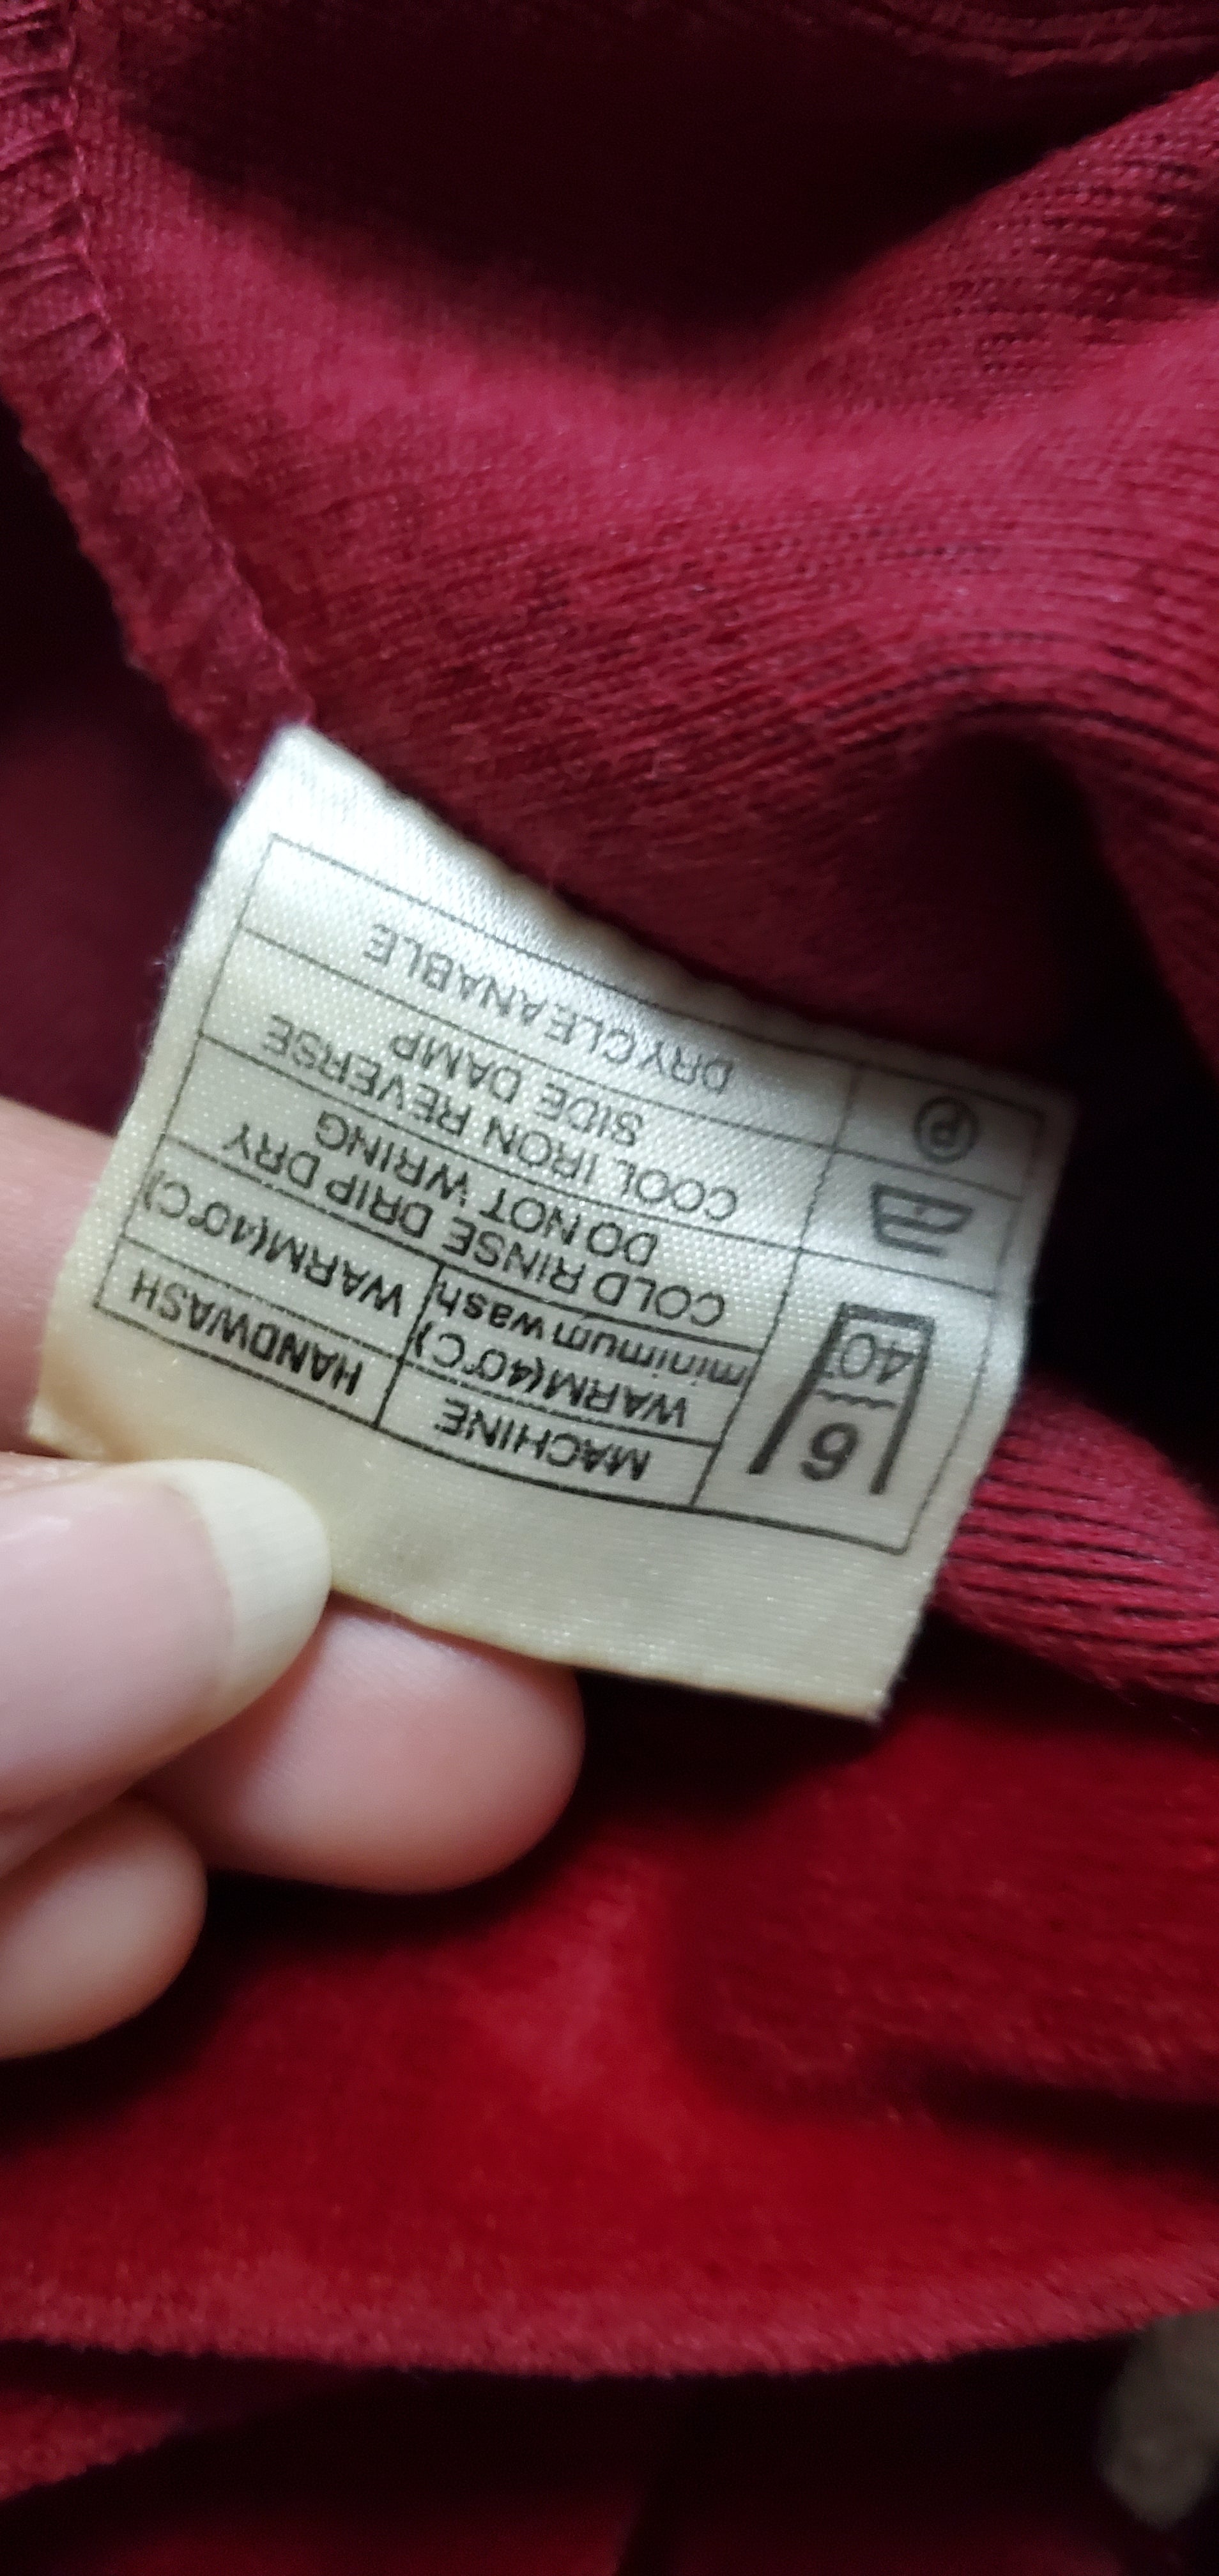 6
40
MACHINE
HANDWASH
WARM(40°C)
minimum wash
WARM(40°C)
COLD RINSE DRIP DRY
DO NOT WRING
COOL IRON REVERSE
SIDE DAMP
Ⓟ
DRYCLEANABLE